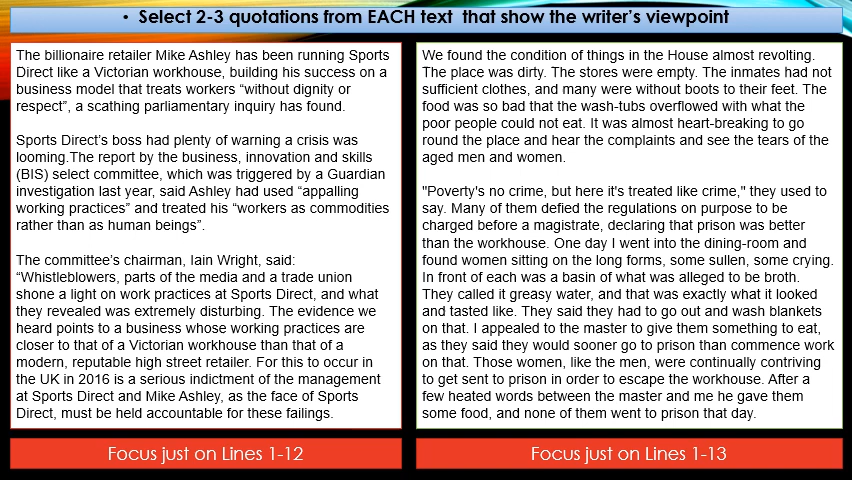 • Select 2-3 quotations from EACH text that show the writer's viewpoint
The billionaire retailer Mike Ashley has been running Sports
Direct like a Victorian workhouse, building his success on a
business model that treats workers “without dignity or
respect”, a scathing parliamentary inquiry has found.
Sports Direct’s boss had plenty of warning a crisis was
looming.The report by the business, innovation and skills
(BIS) select committee, which was triggered by a Guardian
investigation last year, said Ashley had used “appalling
working practices” and treated his “workers as commodities
rather than as human beings”.
The committee’s chairman, Iain Wright, said:
“Whistleblowers, parts of the media and a trade union
shone a light on work practices at Sports Direct, and what
they revealed was extremely disturbing. The evidence we
heard points to a business whose working practices are
closer to that of a Victorian workhouse than that of a
modern, reputable high street retailer. For this to occur in
the UK in 2016 is a serious indictment of the management
at Sports Direct and Mike Ashley, as the face of Sports
Direct, must be held accountable for these failings.
Focus just on Lines 1-12
We found the condition of things in the House almost revolting.
The place was dirty. The stores were empty. The inmates had not
sufficient clothes, and many were without boots to their feet. The
food was so bad that the wash-tubs overflowed with what the
poor people could not eat. It was almost heart-breaking to go
round the place and hear the complaints and see the tears of the
aged men and women.
"Poverty's no crime, but here it's treated like crime," they used to
say. Many of them defied the regulations on purpose to be
charged before a magistrate, declaring that prison was better
than the workhouse. One day I went into the dining-room and
found women sitting on the long forms, some sullen, some crying.
In front of each was a basin of what was alleged to be broth.
They called it greasy water, and that was exactly what it looked
and tasted like. They said they had to go out and wash blankets
on that. I appealed to the master to give them something to eat,
as they said they would sooner go to prison than commence work
on that. Those women, like the men, were continually contriving
to get sent to prison in order to escape the workhouse. After a
few heated words between the master and me he gave them
some food, and none of them went to prison that day.
Focus just on Lines 1-13